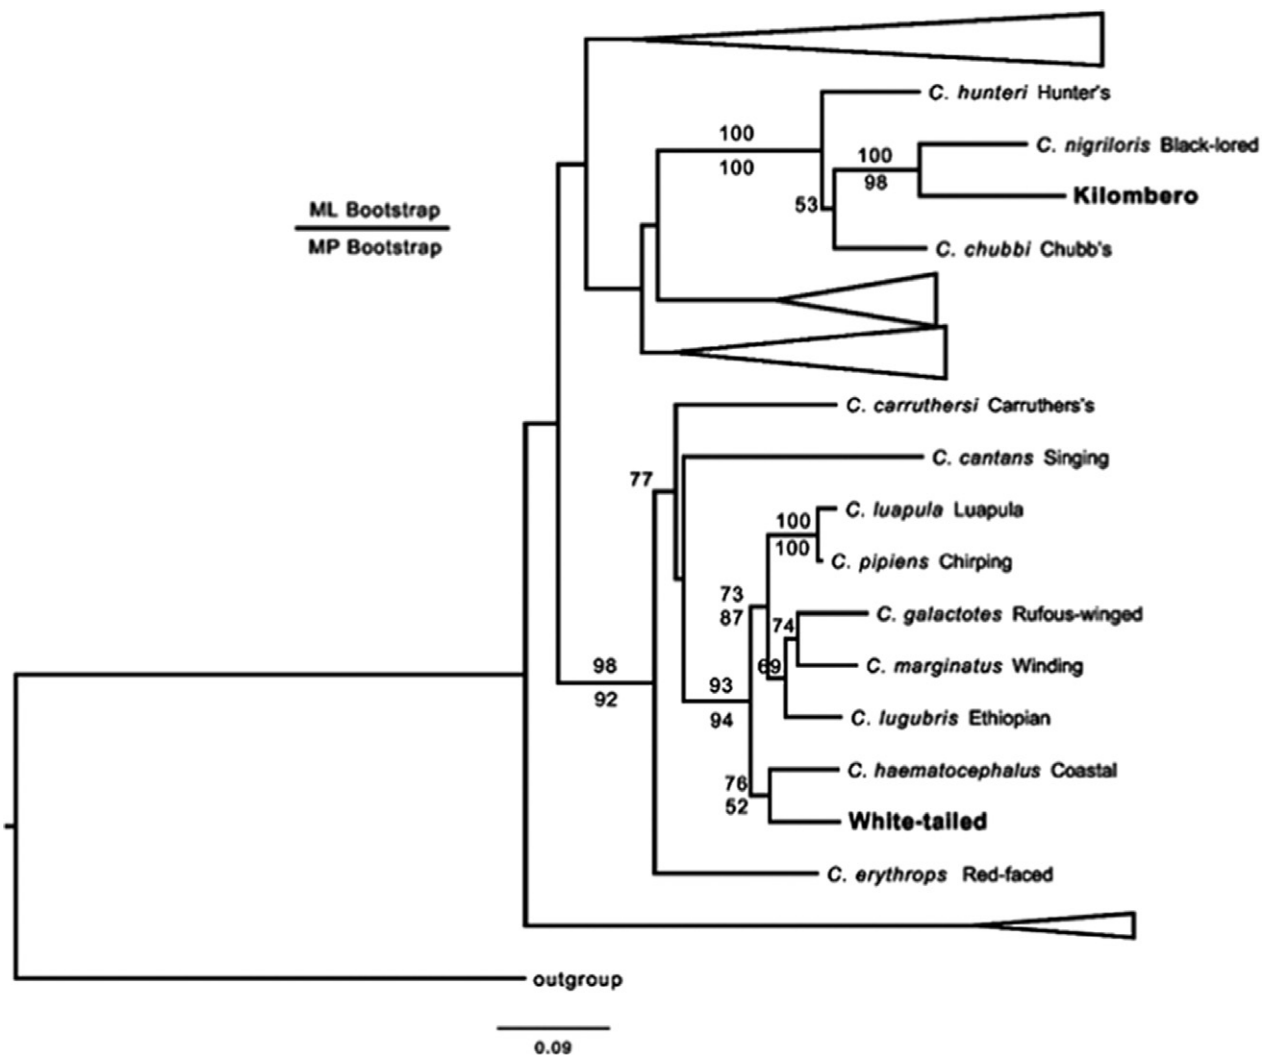 C. hunteri Hunter's
100
C. nigriloris Black-lored
100
100
98
Kilombero
ML Bootstrap
53
MP Bootstrap
C. chubbi Chubb's
C. carruthersi Carruthers's
C. cantans Singing
77
C. luapula Luapula
100
100
C. pipiens Chirping
73
87
C. galactotes Rufous-winged
74
98
69
C. marginatus Winding
93
92
94
C. lugubris Ethiopian
C. haematocephalus Coastal
76
52
White-tailed
C. erythrops Red-faced
outgroup
0.09